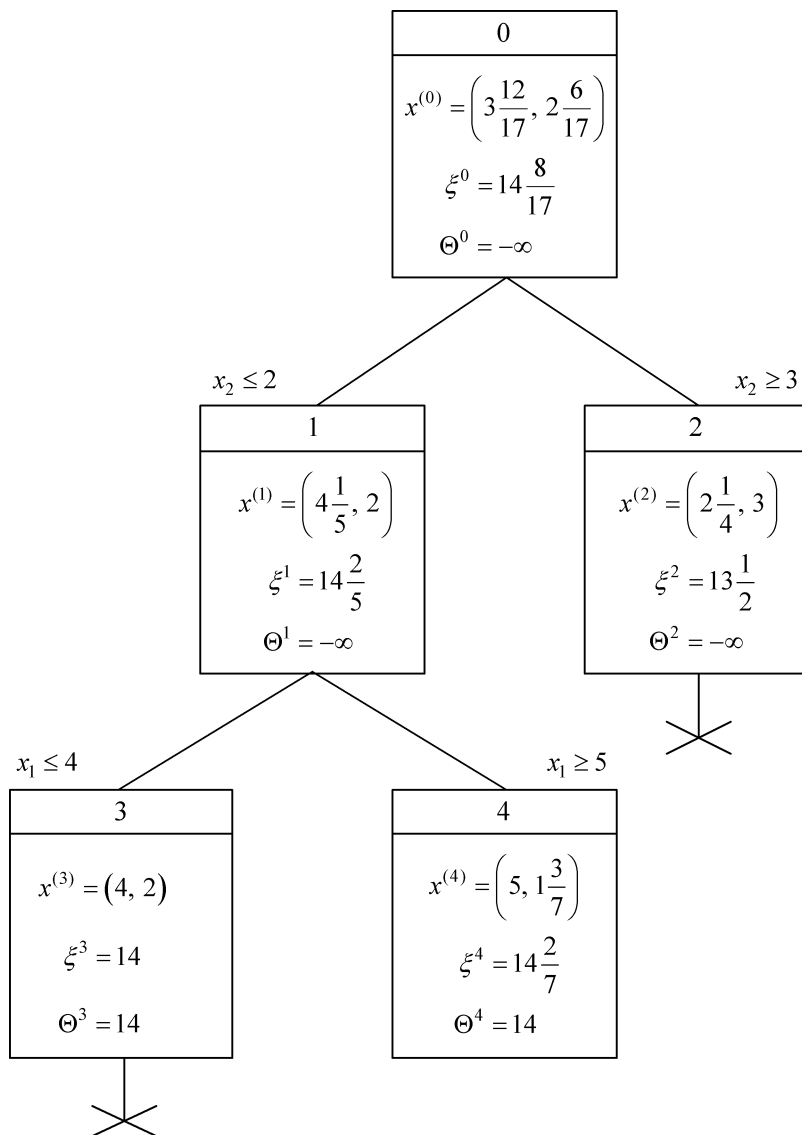 0
x^{(0)} = (3 12/17, 2 6/17)
ξ^0 = 14 8/17
Θ^0 = −∞
x_2 ≤ 2
x_2 ≥ 3
1
x^{(1)} = (4 1/5, 2)
ξ^1 = 14 2/5
Θ^1 = −∞
2
x^{(2)} = (2 1/4, 3)
ξ^2 = 13 1/2
Θ^2 = −∞
x_1 ≤ 4
x_1 ≥ 5
3
x^{(3)} = (4, 2)
ξ^3 = 14
Θ^3 = 14
4
x^{(4)} = (5, 1 3/7)
ξ^4 = 14 2/7
Θ^4 = 14